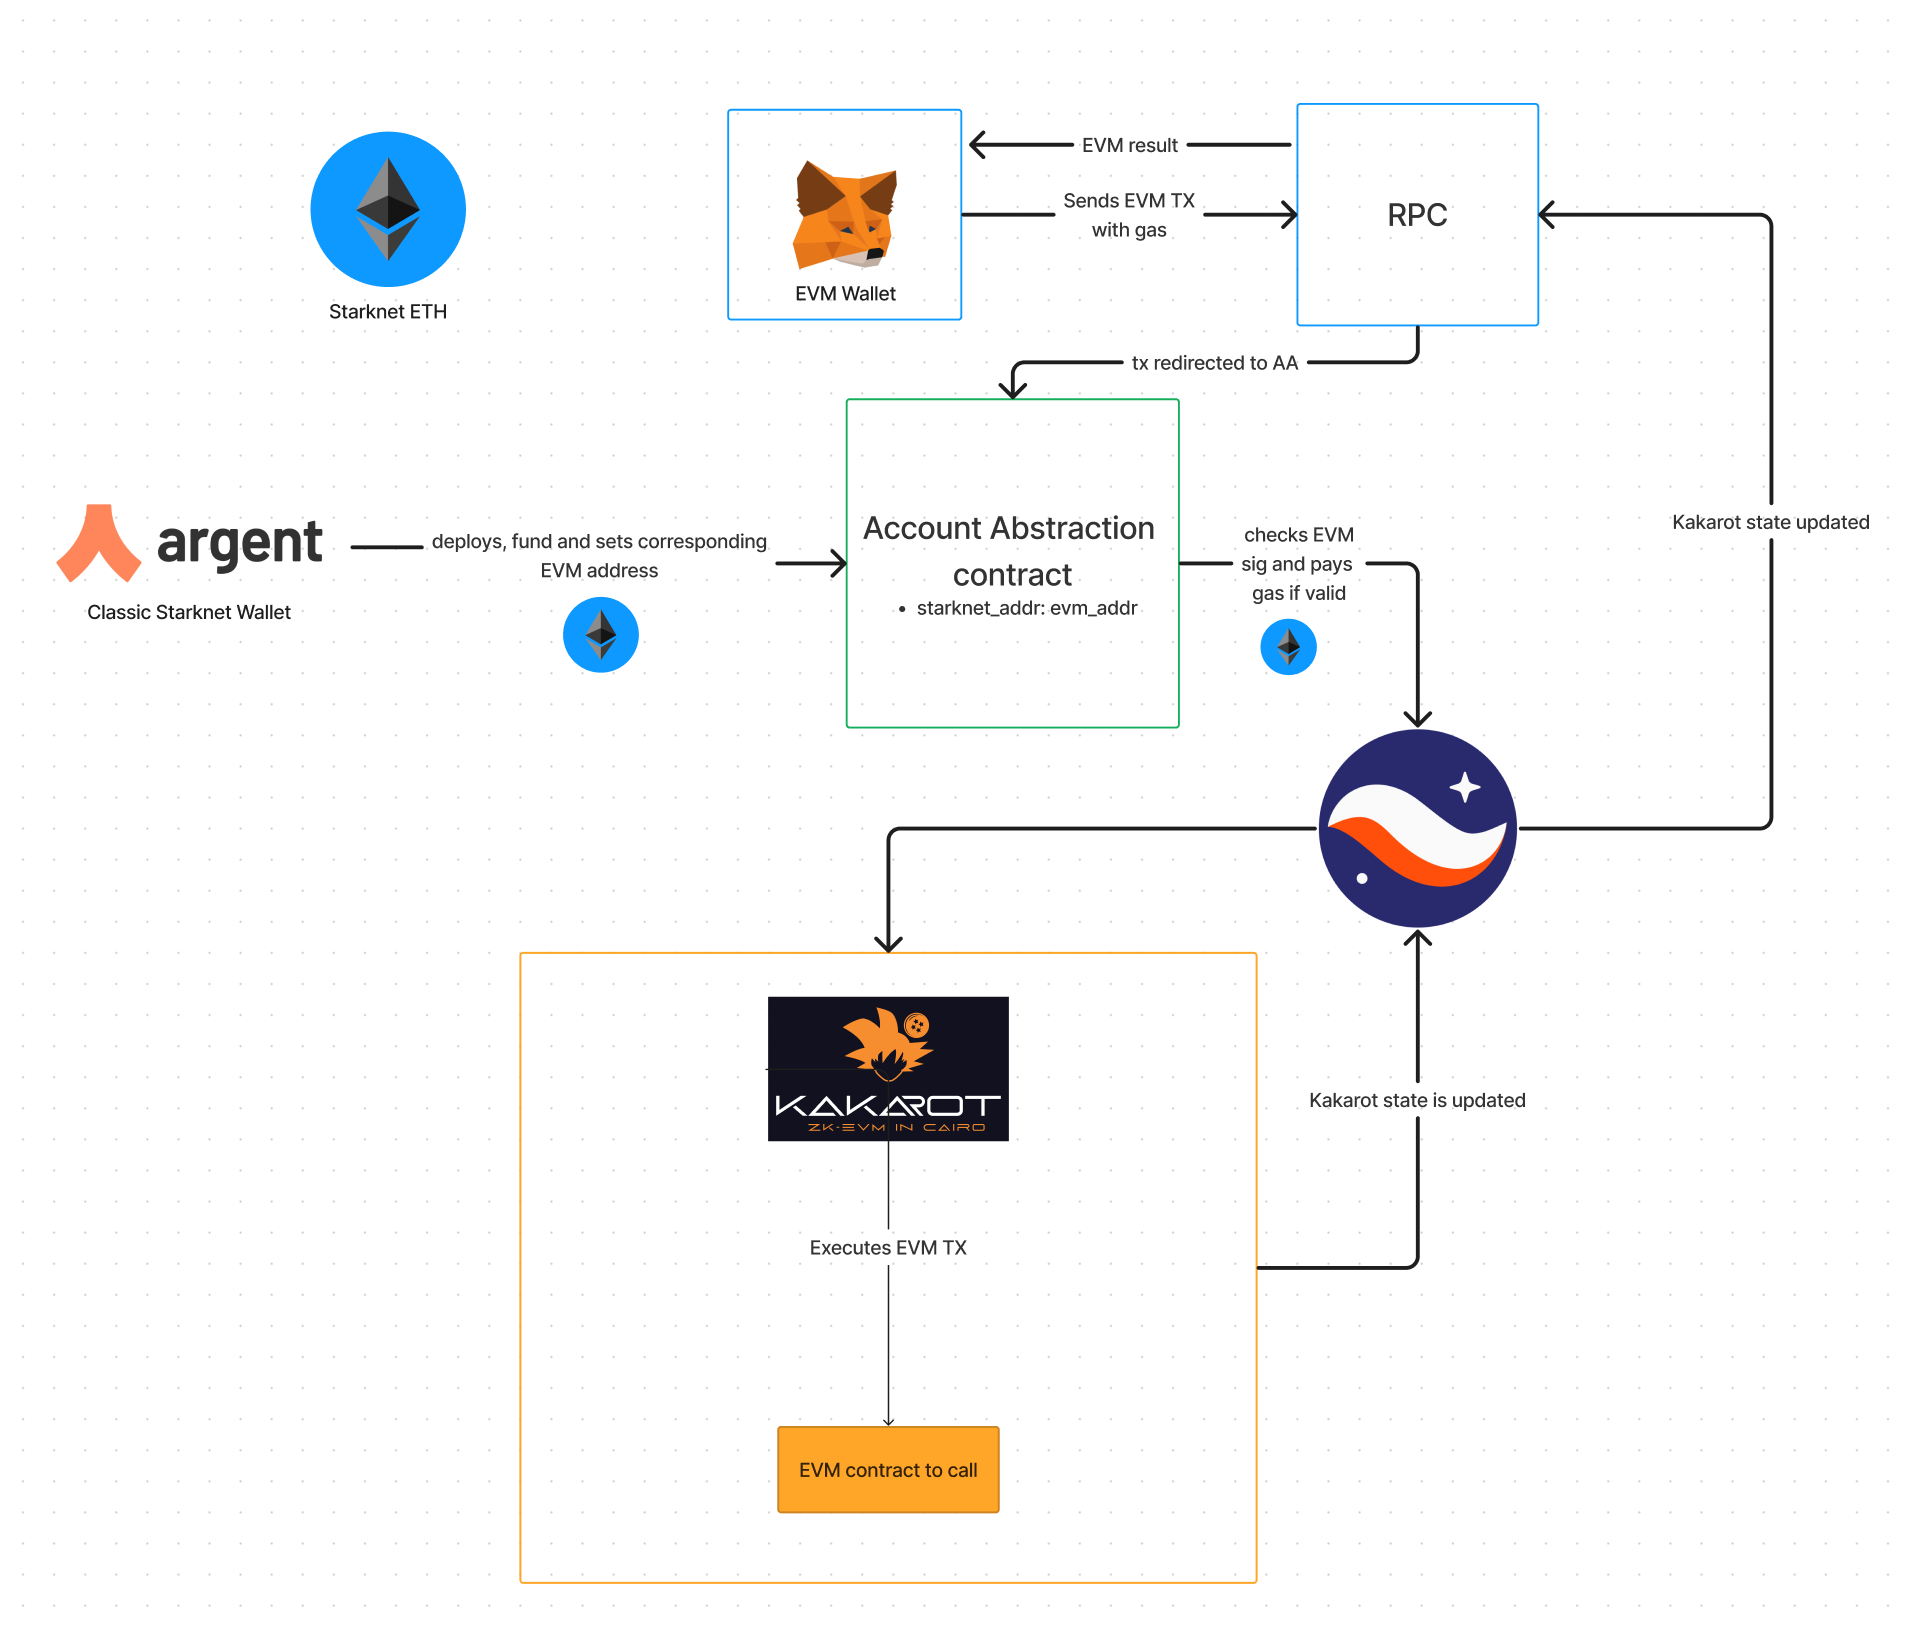 EVM result
Sends EVM TX
with gas
RPC
EVM Wallet
Starknet ETH
tx redirected to AA
argent
Classic Starknet Wallet
deploys, fund and sets corresponding
EVM address
Account Abstraction
contract
• starknet_addr: evm_addr
checks EVM
sig and pays
gas if valid
Kakarot state updated
KAKAROT
ZK-EVM IN CAIRO
Kakarot state is updated
Executes EVM TX
EVM contract to call